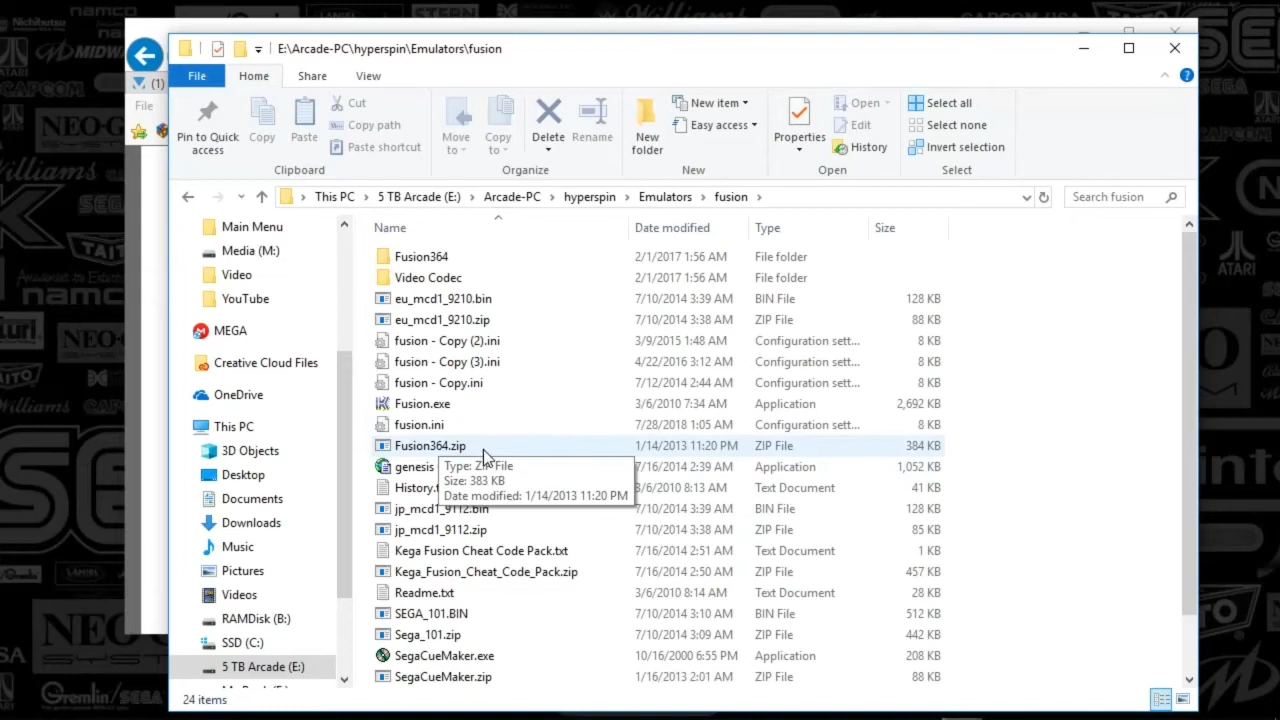 E:\Arcade-PC\hyperspin\Emulators\fusion
File Home Share View
Pin to Quick access
Copy
Paste
Cut
Copy path
Paste shortcut
Clipboard
Move to
Copy to
Delete
Rename
Organize
New folder
New item
Easy access
New
Properties
Open
Edit
History
Open
Select all
Select none
Invert selection
Select
This PC > 5 TB Arcade (E:) > Arcade-PC > hyperspin > Emulators > fusion >
Search fusion
(1)
File
Main Menu
Media (M:)
Video
YouTube
MEGA
Creative Cloud Files
OneDrive
This PC
3D Objects
Desktop
Documents
Downloads
Music
Pictures
Videos
RAMDisk (B:)
SSD (C:)
5 TB Arcade (E:)
Name Date modified Type Size
Fusion364 2/1/2017 1:56 AM File folder
Video Codec 2/1/2017 1:56 AM File folder
eu_mcd1_9210.bin 7/10/2014 3:39 AM BIN File 128 KB
eu_mcd1_9210.zip 7/10/2014 3:38 AM ZIP File 88 KB
fusion - Copy (2).ini 3/9/2015 1:48 AM Configuration sett... 8 KB
fusion - Copy (3).ini 4/22/2016 3:12 AM Configuration sett... 8 KB
fusion - Copy.ini 7/12/2014 2:44 AM Configuration sett... 8 KB
Fusion.exe 3/6/2010 7:34 AM Application 2,692 KB
fusion.ini 7/28/2018 1:05 AM Configuration sett... 8 KB
Fusion364.zip 1/14/2013 11:20 PM ZIP File 384 KB
genesis 7/16/2014 2:39 AM Application 1,052 KB
History. 3/6/2010 8:13 AM Text Document 41 KB
jp_mcd1_9112.bin 7/10/2014 3:39 AM BIN File 128 KB
jp_mcd1_9112.zip 7/10/2014 3:38 AM ZIP File 85 KB
Kega Fusion Cheat Code Pack.txt 7/16/2014 2:51 AM Text Document 1 KB
Kega_Fusion_Cheat_Code_Pack.zip 7/16/2014 2:50 AM ZIP File 457 KB
Readme.txt 3/6/2010 8:14 AM Text Document 28 KB
SEGA_101.BIN 7/10/2014 3:10 AM BIN File 512 KB
Sega_101.zip 7/10/2014 3:09 AM ZIP File 442 KB
SegaCueMaker.exe 10/16/2000 6:55 PM Application 208 KB
SegaCueMaker.zip 1/16/2013 2:01 AM ZIP File 88 KB
Type: ZIP File
Size: 383 KB
Date modified: 1/14/2013 11:20 PM
24 items